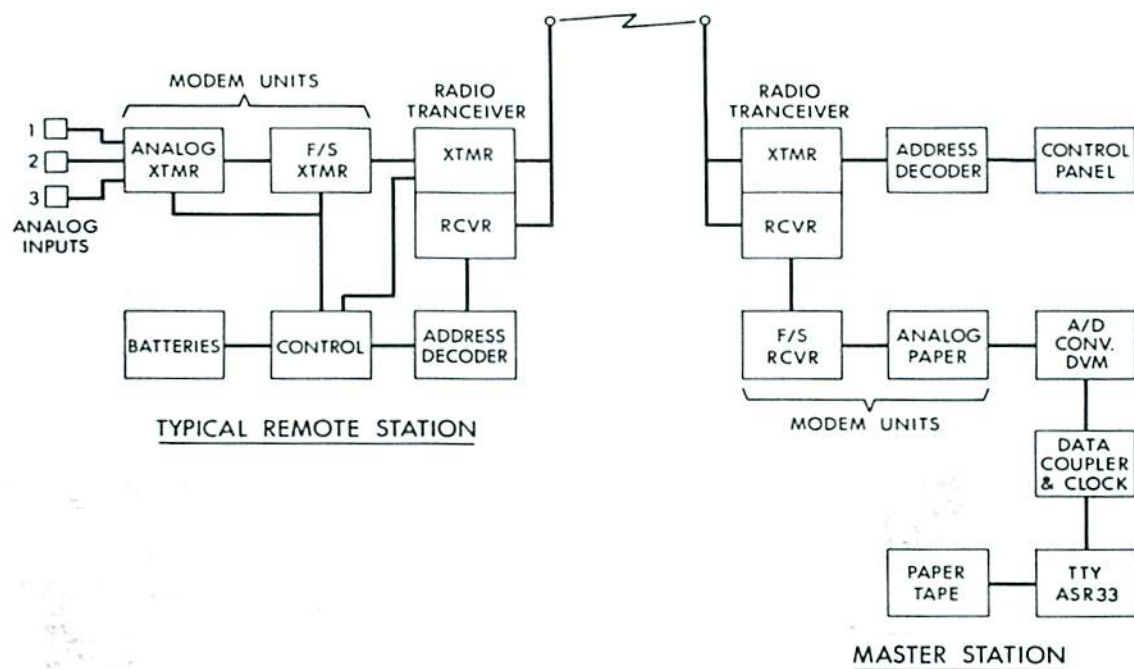 MODEM UNITS
RADIO
TRANCEIVER
1
2
3
ANALOG
INPUTS
ANALOG
XTMR
F/S
XTMR
XTMR
RCVR
BATTERIES
CONTROL
ADDRESS
DECODER
TYPICAL REMOTE STATION
RADIO
TRANCEIVER
XTMR
RCVR
ADDRESS
DECODER
CONTROL
PANEL
F/S
RCVR
ANALOG
PAPER
A/D
CONV.
DVM
MODEM UNITS
DATA
COUPLER
& CLOCK
PAPER
TAPE
TTY
ASR33
MASTER STATION